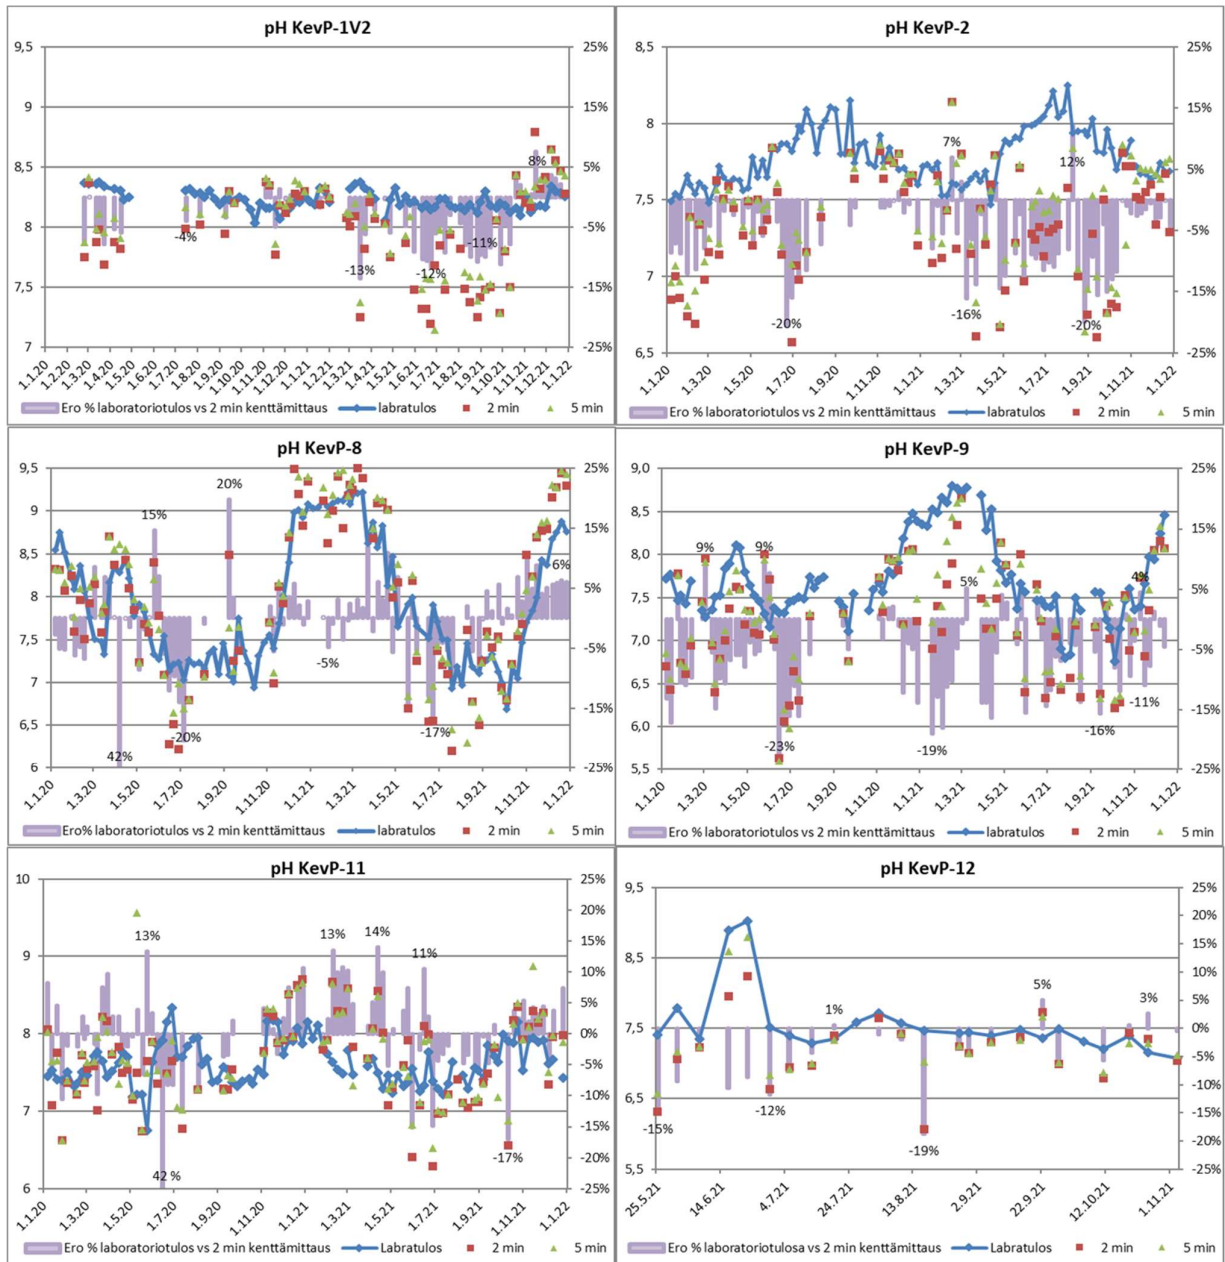 pH KevP-1V2
9,5 25%
9 15%
8,5 5%
8%
8 -5%
-4% -13% -12% -11%
7,5 -15%
7 -25%
1.1.20 1.2.20 1.3.20 1.4.20 1.5.20 1.7.20 1.8.20 1.9.20 1.10.20 1.11.20 1.12.20 1.1.21 1.2.21 1.3.21 1.4.21 1.5.21 1.6.21 1.7.21 1.8.21 1.9.21 1.10.21 1.11.21 1.12.21 1.1.22
Ero % laboratoriotulos vs 2 min kenttämittaus labratulos 2 min 5 min
pH KevP-2
8,5 25%
15%
8
7% 12%
5%
7,5
-5%
7
-15%
-20% -16% -20%
6,5 -25%
1.1.20 1.3.20 1.5.20 1.7.20 1.9.20 1.11.20 1.1.21 1.3.21 1.5.21 1.7.21 1.9.21 1.11.21 1.1.22
Ero % laboratoriotulos vs 2 min kenttämittaus labratulos 2 min 5 min
pH KevP-8
9,5 25%
20%
9
15% 15%
8,5
6%
8 5%
7,5
-5% -5%
7
-15%
6,5 -20% -17%
42%
6 -25%
1.1.20 1.3.20 1.5.20 1.7.20 1.9.20 1.11.20 1.1.21 1.3.21 1.5.21 1.7.21 1.9.21 1.11.21 1.1.22
Ero% laboratoriotulos vs 2 min kenttämittaus labratulos 2 min 5 min
pH KevP-9
9,0 25%
8,5
15%
8,0 9% 9%
5% 4%
7,5 5%
7,0
-5%
6,5
-11%
6,0 -15%
-23% -19% -16%
5,5 -25%
1.1.20 1.3.20 1.5.20 1.7.20 1.9.20 1.11.20 1.1.21 1.3.21 1.5.21 1.7.21 1.9.21 1.11.21 1.1.22
Ero % laboratoriotulos vs 2 min kenttämittaus labratulos 2 min 5 min
pH KevP-11
10 25%
20%
13% 13% 14%
15%
9 11%
10%
5%
8 0%
-5%
7 -10%
-15%
-17%
-20%
42 %
6 -25%
1.1.20 1.3.20 1.5.20 1.7.20 1.9.20 1.11.20 1.1.21 1.3.21 1.5.21 1.7.21 1.9.21 1.11.21 1.1.22
Ero % laboratoriotulos vs 2 min kenttämittaus Labratulos 2 min 5 min
pH KevP-12
9,5 25%
20%
15%
8,5
10%
5%
5%
1% 3%
7,5 0%
-5%
-10%
6,5 -12%
-15% -15%
-19%
-20%
5,5 -25%
25.5.21 14.6.21 4.7.21 24.7.21 13.8.21 2.9.21 22.9.21 12.10.21 1.11.21
Ero % laboratoriotulosa vs 2 min kenttämittaus Labratulos 2 min 5 min